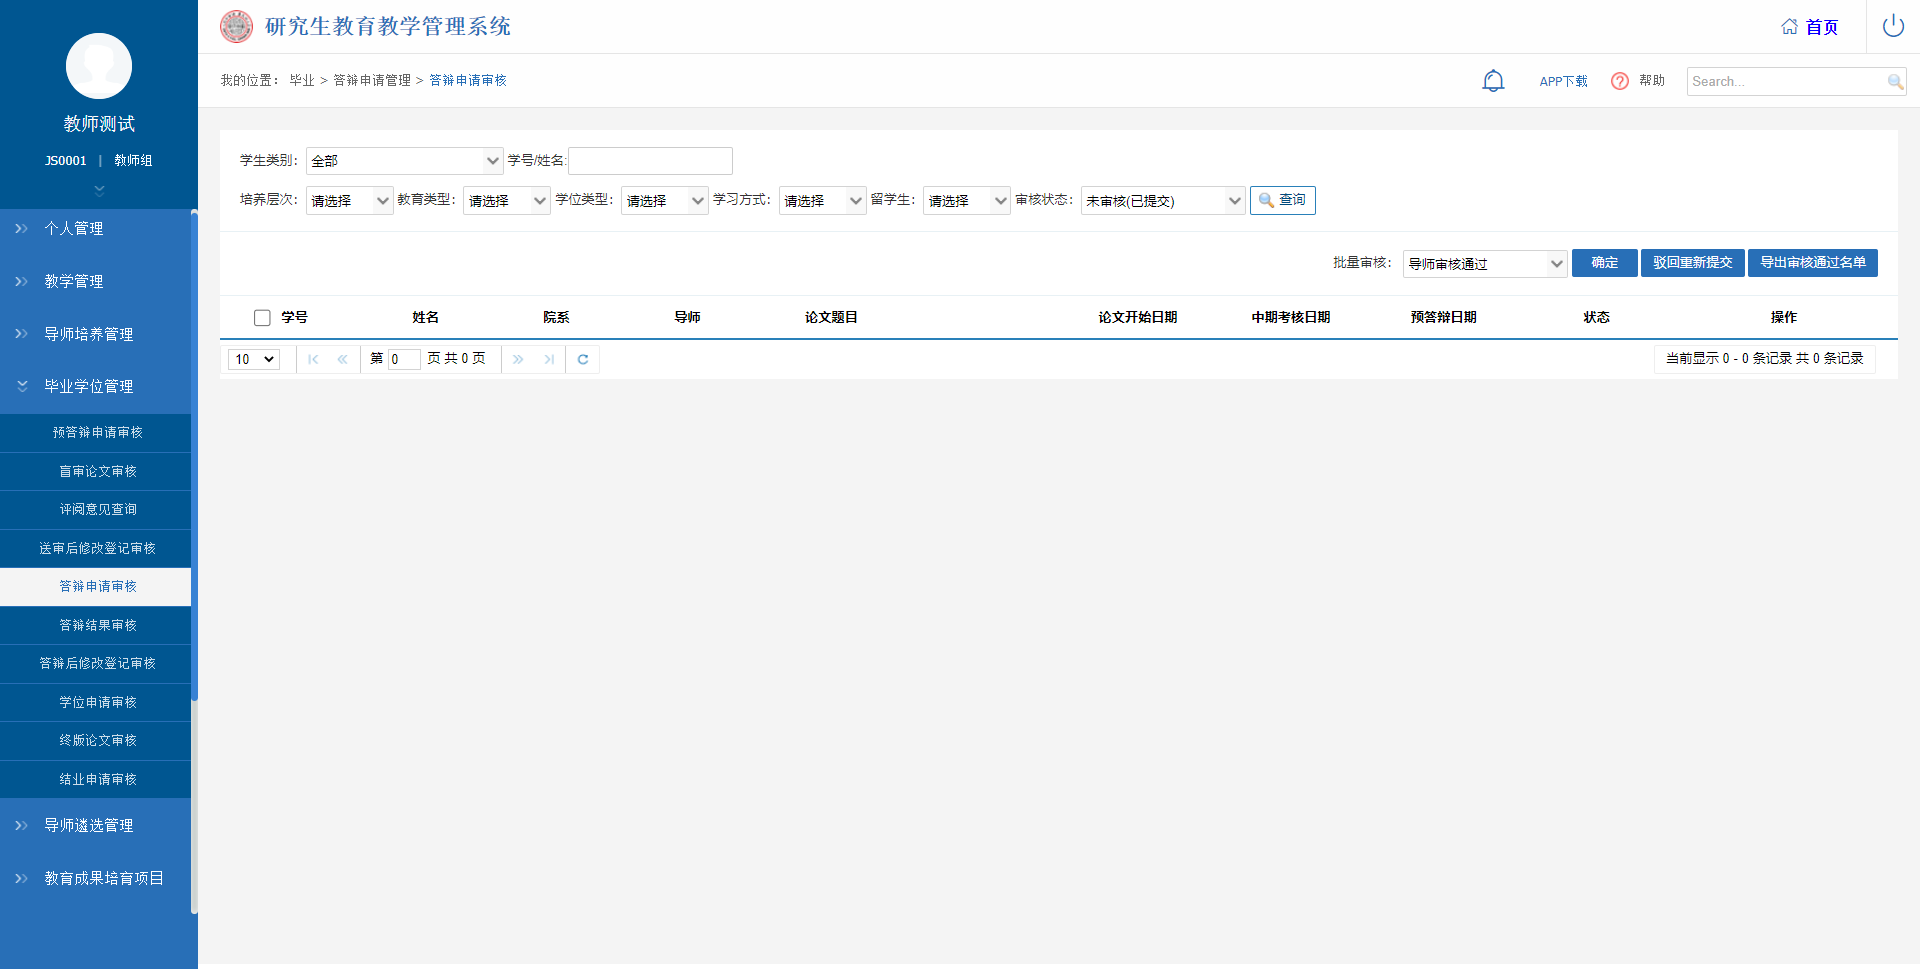 研究生教育教学管理系统
首页
教师测试
JS0001 | 教师组
我的位置： 毕业 > 答辩申请管理 > 答辩申请审核
APP下载
帮助
Search...
个人管理
教学管理
导师培养管理
毕业学位管理
预答辩申请审核
盲审论文审核
评阅意见查询
送审后修改登记审核
答辩申请审核
答辩结果审核
答辩后修改登记审核
学位申请审核
终版论文审核
结业申请审核
导师遴选管理
教育成果培育项目
学生类别： 全部 学号/姓名:
培养层次： 请选择 教育类型： 请选择 学位类型： 请选择 学习方式： 请选择 留学生： 请选择 审核状态： 未审核(已提交) 查询
批量审核： 导师审核通过 确定 驳回重新提交 导出审核通过名单
学号 姓名 院系 导师 论文题目 论文开始日期 中期考核日期 预答辩日期 状态 操作
10 第 0 页 共 0 页 当前显示 0 - 0 条记录 共 0 条记录